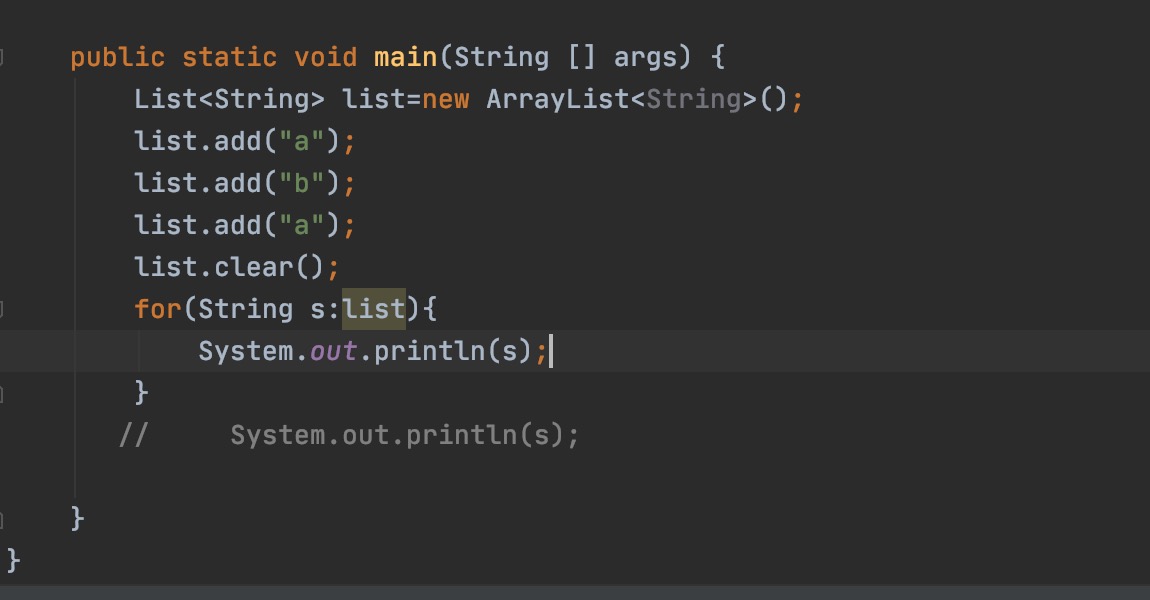 public static void main(String [] args) {
List<String> list=new ArrayList<String>();
list.add("a");
list.add("b");
list.add("a");
list.clear();
for(String s:list){
System.out.println(s);
}
//     System.out.println(s);
}
}